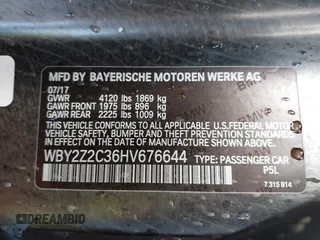 MFD BY BAYERISCHE MOTOREN WERKE AG
07/17
GVWR 4120 lbs 1869 kg
GAWR FRONT 1975 lbs 896 kg
GAWR REAR 2225 lbs 1009 kg
THIS VEHICLE CONFORMS TO ALL APPLICABLE
U.S. FEDERAL MOTOR VEHICLE SAFETY, BUMPER,
AND THEFT PREVENTION STANDARDS IN EFFECT
ON THE DATE OF MANUFACTURE SHOWN ABOVE.
WBY2Z2C36HV676644 TYPE: PASSENGER CAR
P5L
7 315 814
DREAMBID